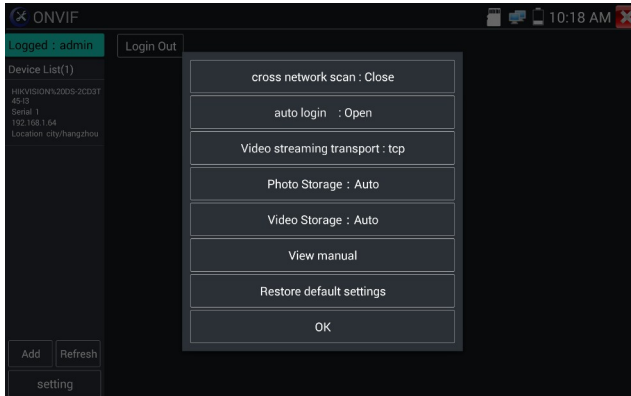 ONVIF
10:18 AM
Logged : admin
Login Out
Device List(1)
HIKVISION%20DS-2CD3T
45-I3
Serial 1
192.168.1.64
Location city/hangzhou
cross network scan : Close
auto login : Open
Video streaming transport : tcp
Photo Storage : Auto
Video Storage : Auto
View manual
Restore default settings
OK
Add
Refresh
setting